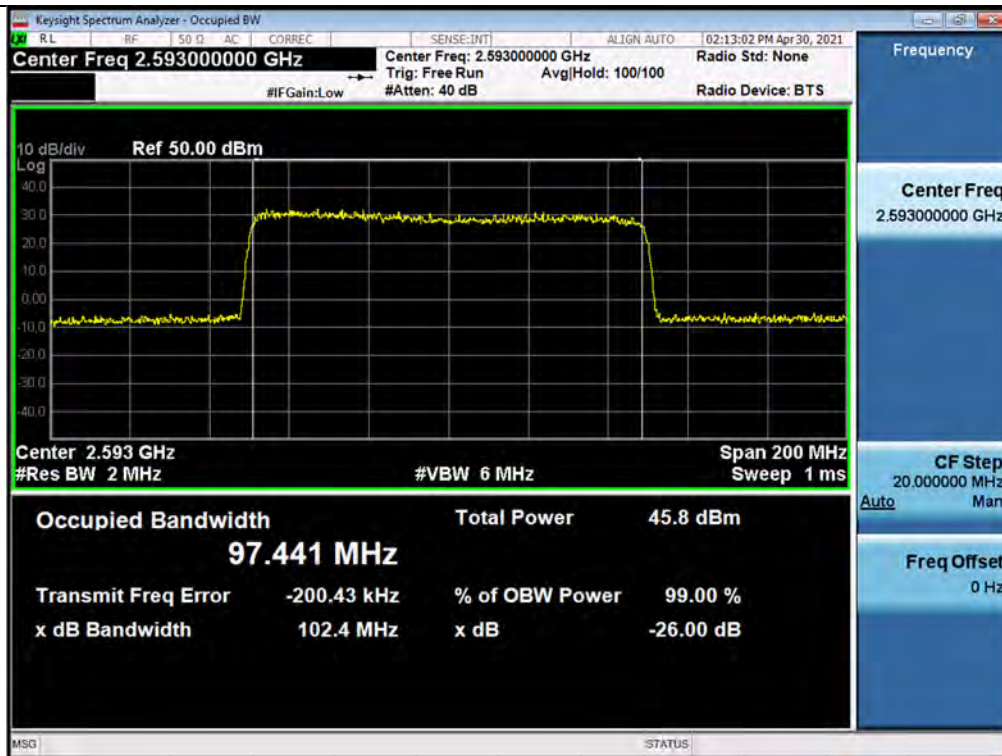 Keysight Spectrum Analyzer - Occupied BW
LXI RL RF 50 Ω AC CORREC SENSE:INT ALIGN AUTO 02:13:02 PM Apr 30, 2021
Center Freq 2.593000000 GHz
Center Freq: 2.593000000 GHz Radio Std: None
Trig: Free Run Avg|Hold: 100/100
#IFGain:Low #Atten: 40 dB Radio Device: BTS
10 dB/div Ref 50.00 dBm
Log
40.0
30.0
20.0
10.0
0.00
-10.0
-20.0
-30.0
-40.0
Center 2.593 GHz Span 200 MHz
#Res BW 2 MHz #VBW 6 MHz Sweep 1 ms
Occupied Bandwidth Total Power 45.8 dBm
97.441 MHz
Transmit Freq Error -200.43 kHz % of OBW Power 99.00 %
x dB Bandwidth 102.4 MHz x dB -26.00 dB
MSG STATUS
Frequency
Center Freq
2.593000000 GHz
CF Step
20.000000 MHz
Auto Man
Freq Offset
0 Hz